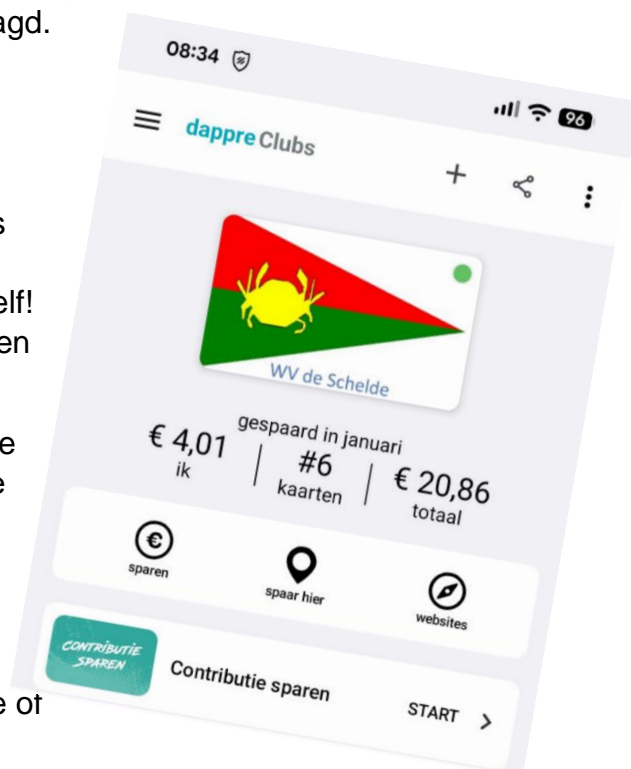 agd.
08:34
96
dappre Clubs
WV de Schelde
gespaard in januari
€ 4,01 | #6 | € 20,86
ik kaarten totaal
sparen spaar hier websites
CONTRIBUTIE
SPAREN
Contributie sparen START
s
elf!
en
e
e
e of